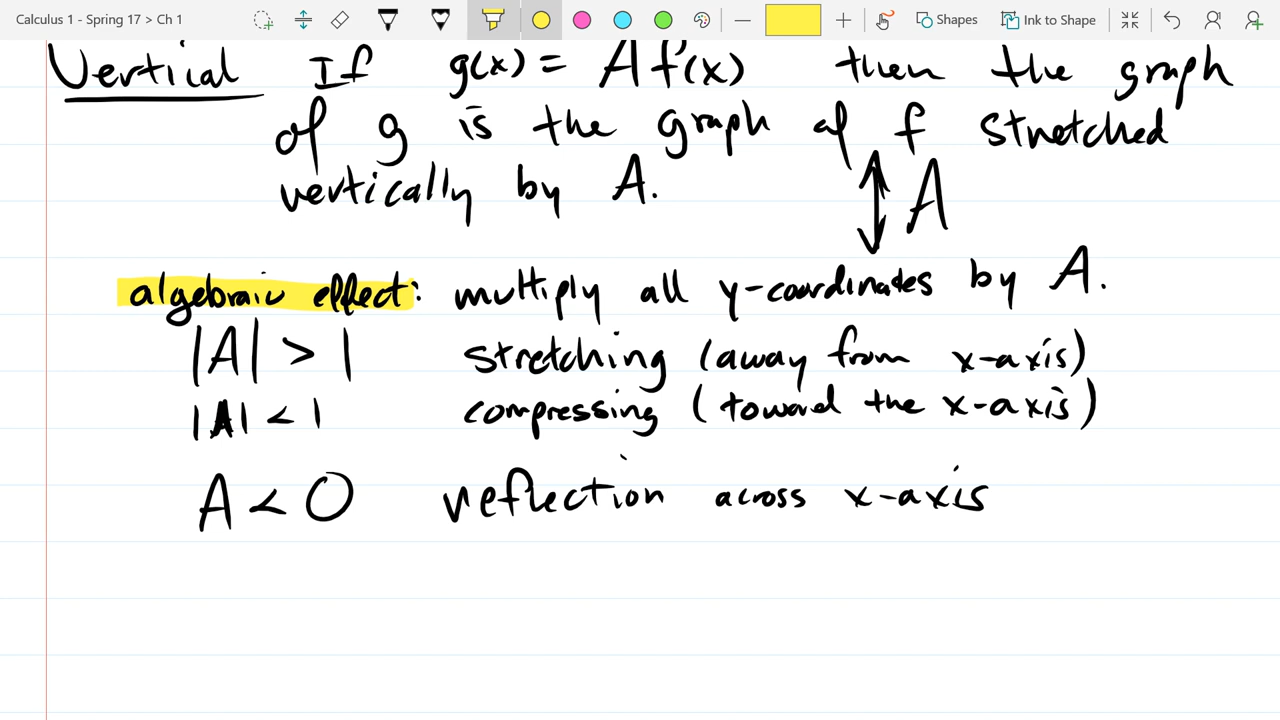 Calculus 1 - Spring 17 > Ch 1
Shapes
Ink to Shape
Vertical If g(x) = A f(x) then the graph
of g is the graph of f stretched
vertically by A.
A
algebraic effect: multiply all y-coordinates by A.
|A| > 1 stretching (away from x-axis)
|A| < 1 compressing (toward the x-axis)
A < 0 reflection across x-axis